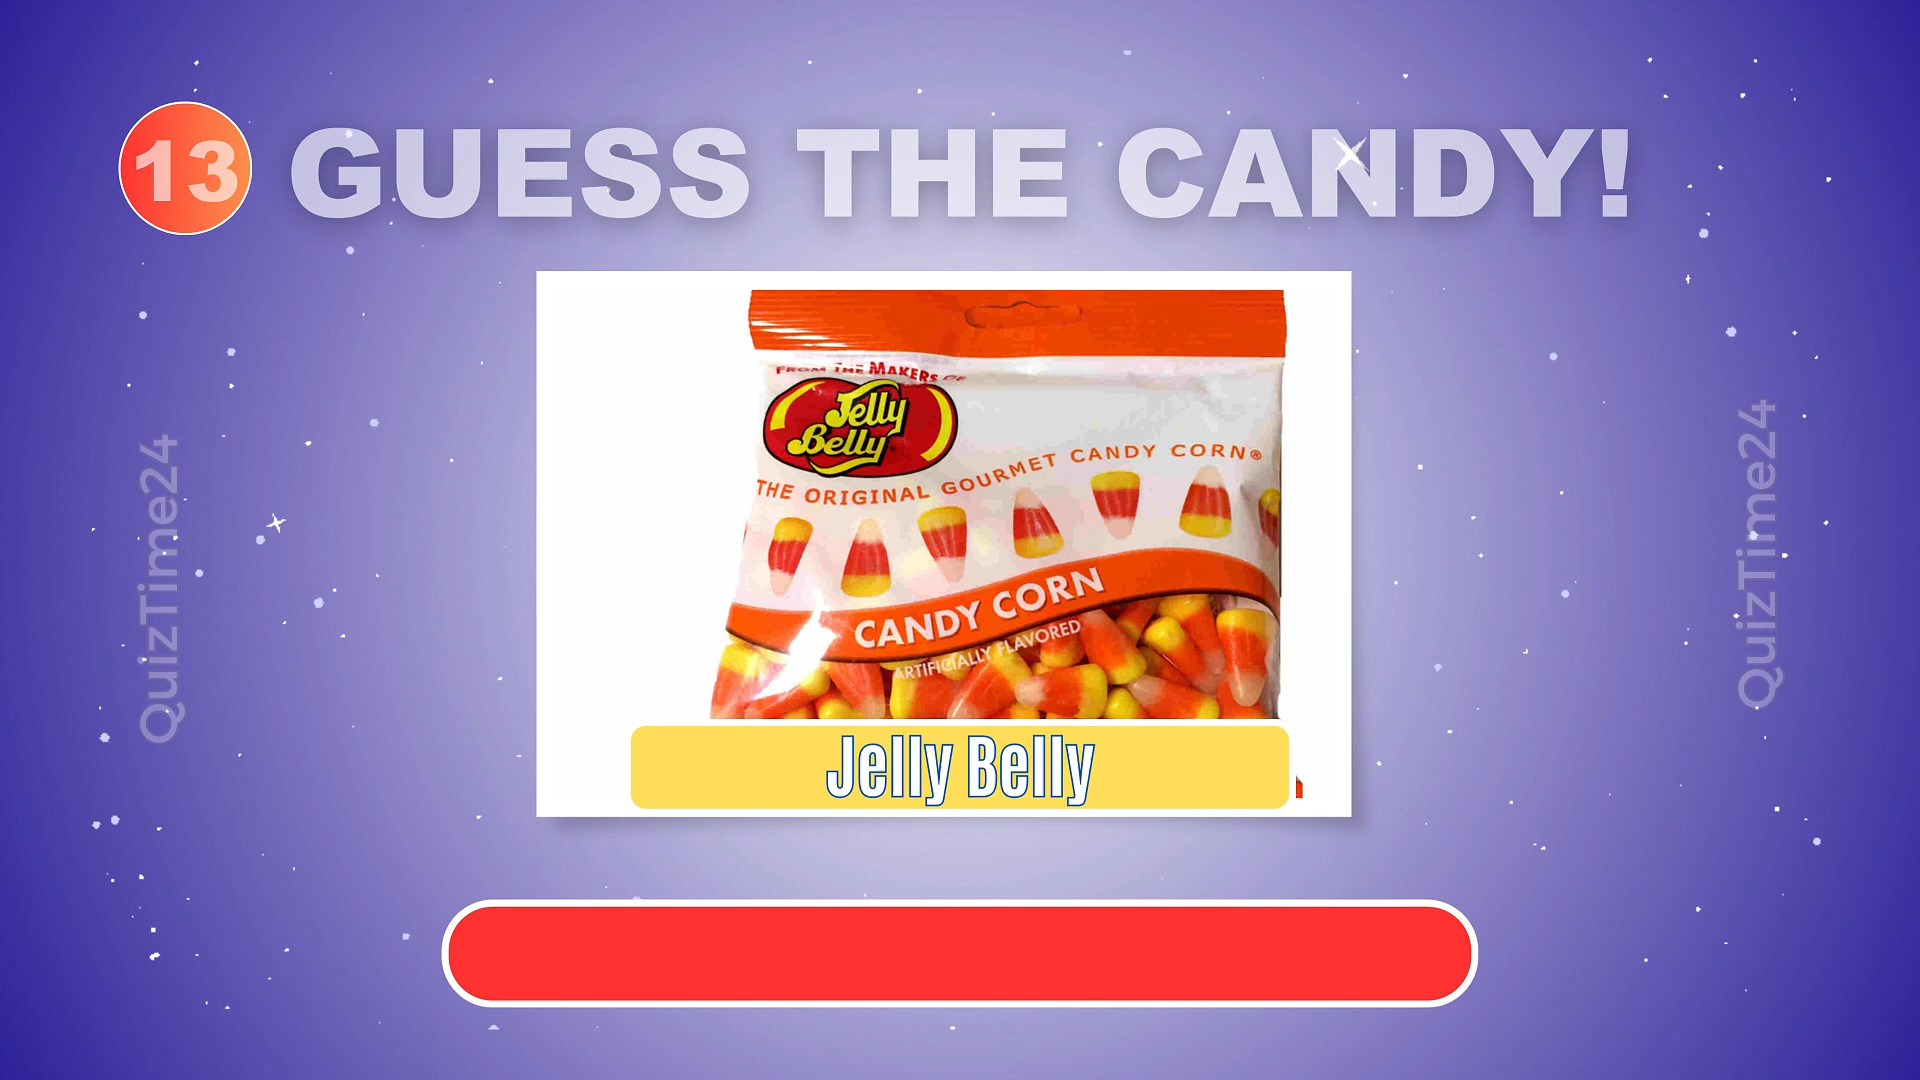 13
GUESS THE CANDY!
FROM THE MAKERS OF
Jelly
Belly
THE ORIGINAL GOURMET CANDY CORN®
CANDY CORN
ARTIFICIALLY FLAVORED
Jelly Belly
QuizTime24
QuizTime24